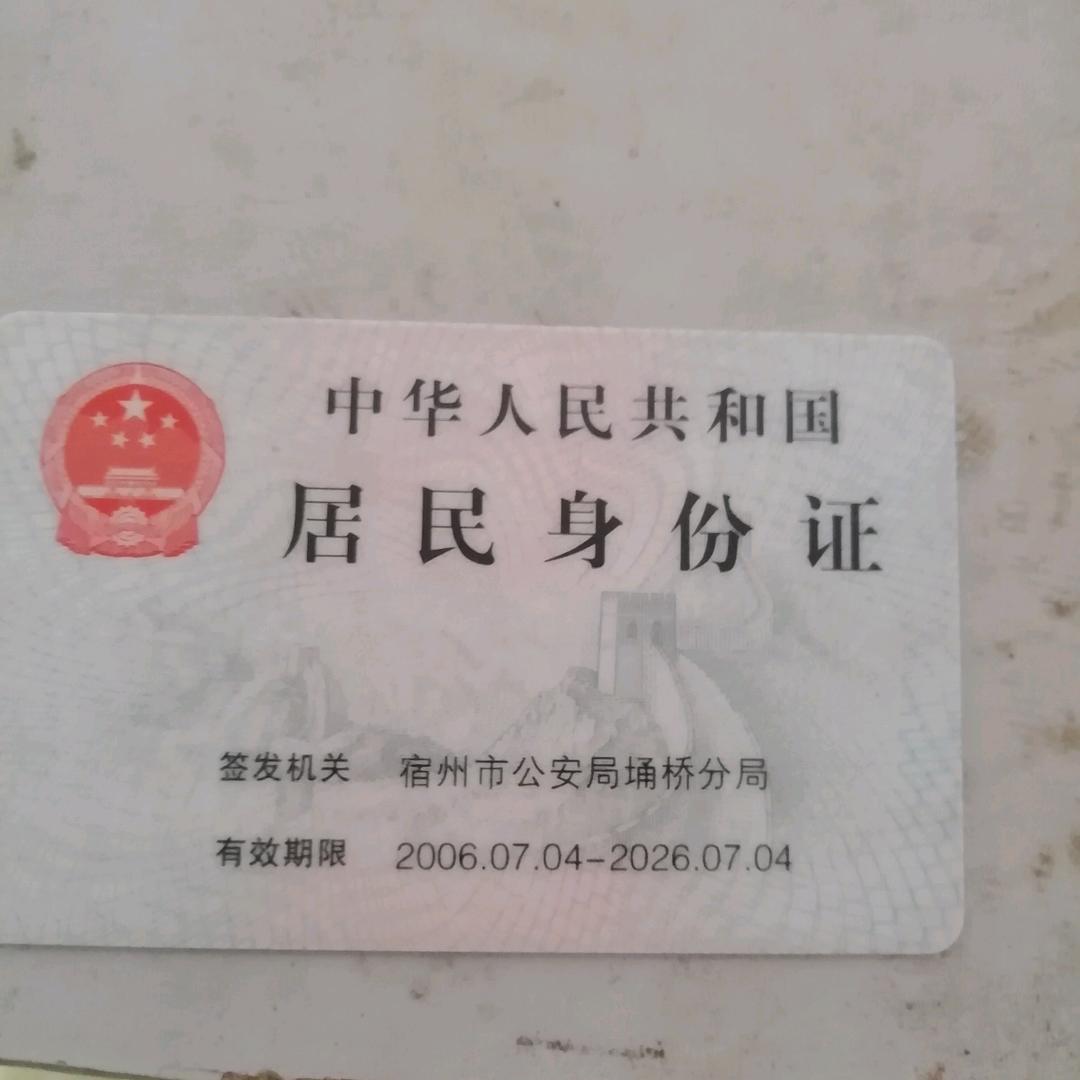 中华人民共和国
居民身份证
签发机关 宿州市公安局埇桥分局
有效期限 2006.07.04-2026.07.04